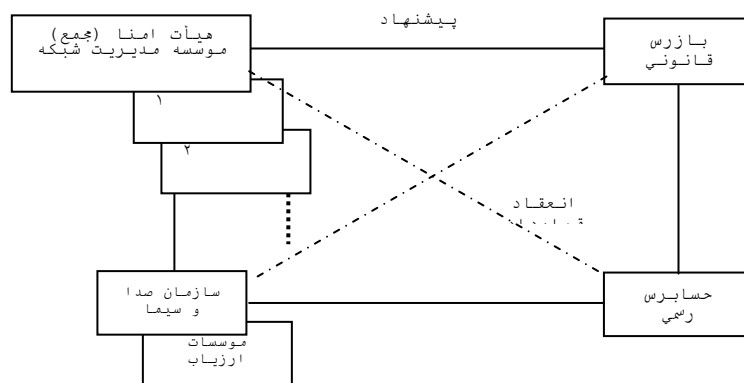 پیشنهاد
هیأت امنا (مجمع)
موسسه مدیریت شبکه
بازرس
قانوني
۱
۲
انعقاد
سازمان صدا
و سیما
حسابرس
رسمي
موسسات
ارزیاب